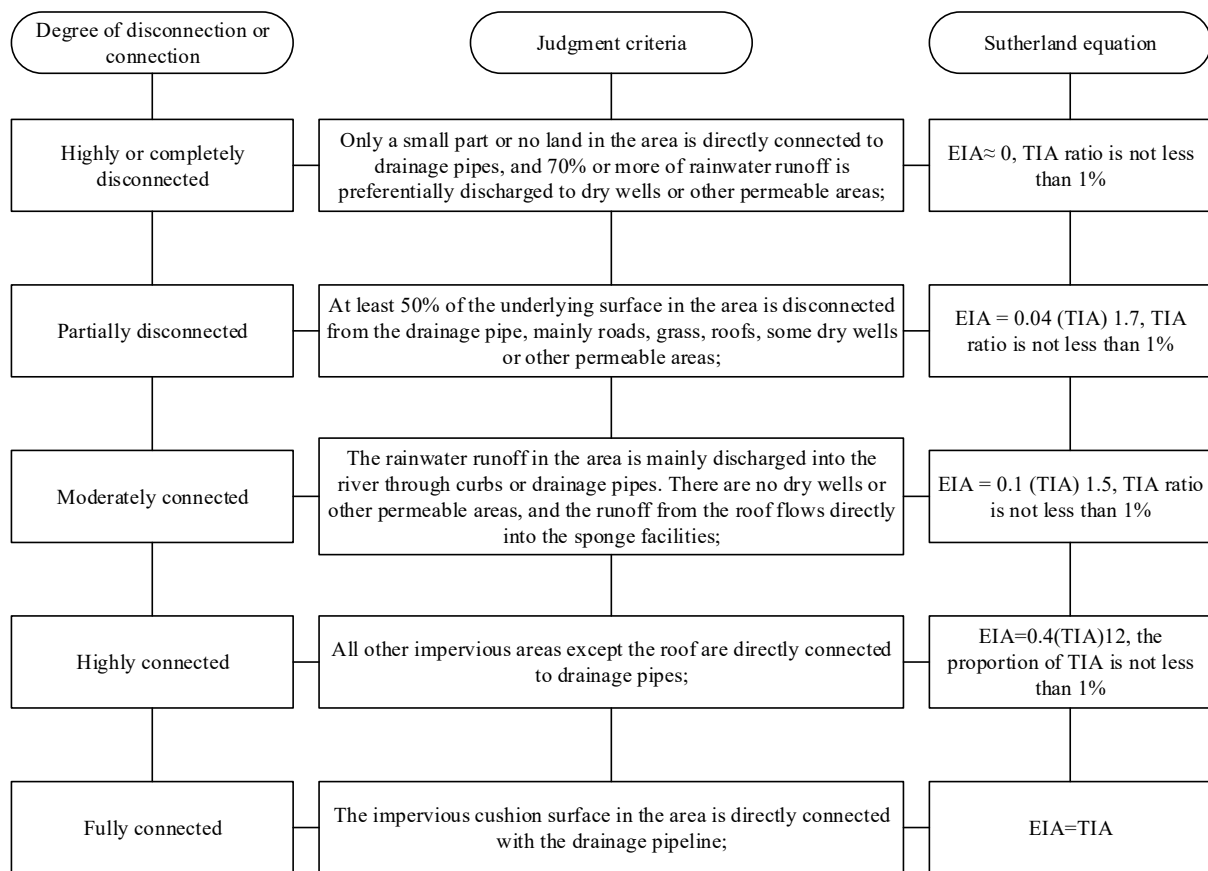 Degree of disconnection or
connection
Judgment criteria
Sutherland equation
Highly or completely
disconnected
Only a small part or no land in the area is directly connected to
drainage pipes, and 70% or more of rainwater runoff is
preferentially discharged to dry wells or other permeable areas;
EIA≈ 0, TIA ratio is not less
than 1%
Partially disconnected
At least 50% of the underlying surface in the area is disconnected
from the drainage pipe, mainly roads, grass, roofs, some dry wells
or other permeable areas;
EIA = 0.04 (TIA) 1.7, TIA
ratio is not less than 1%
Moderately connected
The rainwater runoff in the area is mainly discharged into the
river through curbs or drainage pipes. There are no dry wells or
other permeable areas, and the runoff from the roof flows directly
into the sponge facilities;
EIA = 0.1 (TIA) 1.5, TIA ratio
is not less than 1%
Highly connected
All other impervious areas except the roof are directly connected
to drainage pipes;
EIA=0.4(TIA)12, the
proportion of TIA is not less
than 1%
Fully connected
The impervious cushion surface in the area is directly connected
with the drainage pipeline;
EIA=TIA